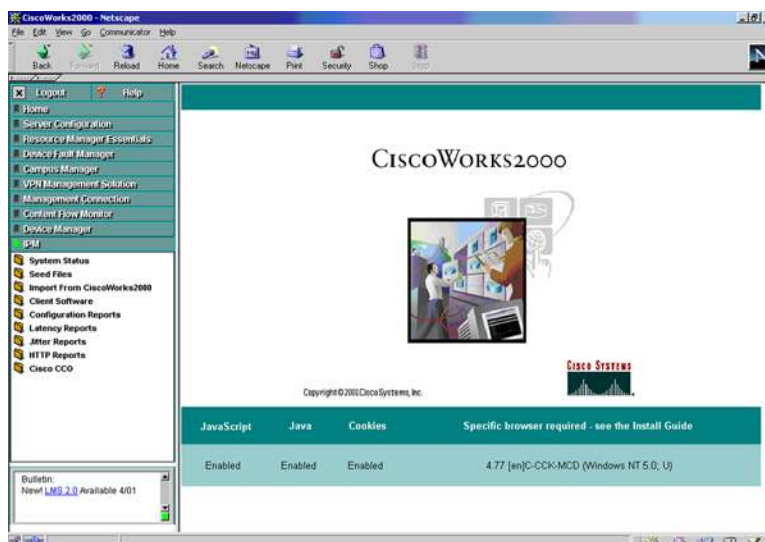 CiscoWorks2000 - Netscape
File Edit View Go Communicator Help
Back Forward Reload Home Search Netscape Print Security Shop Stop
Logout ? Help
Home
Server Configuration
Resource Manager Essentials
Device Fault Manager
Campus Manager
VPN Management Solution
Management Connection
Content Flow Monitor
Device Manager
IPM
System Status
Seed Files
Import From CiscoWorks2000
Client Software
Configuration Reports
Latency Reports
Jitter Reports
HTTP Reports
Cisco CCO
Bulletin:
New! LMS 2.0 Available 4/01
CISCOWORKS2000
CISCO SYSTEMS
Copyright © 2001 Cisco Systems, Inc.
JavaScript Java Cookies Specific browser required - see the Install Guide
Enabled Enabled Enabled 4.77 [en]C-CCK-MCD (Windows NT 5.0; U)